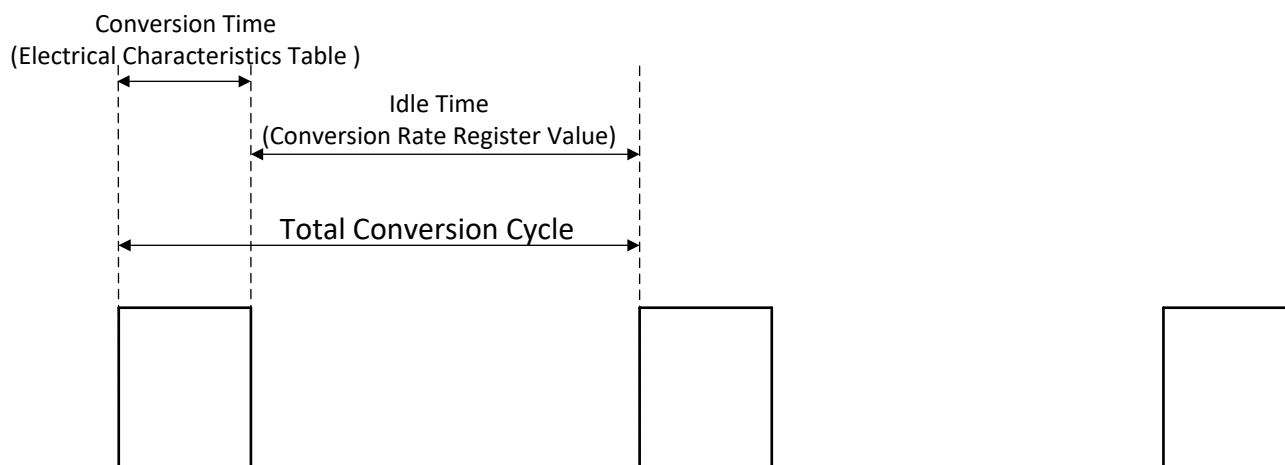 Conversion Time
(Electrical Characteristics Table )
Idle Time
(Conversion Rate Register Value)
Total Conversion Cycle